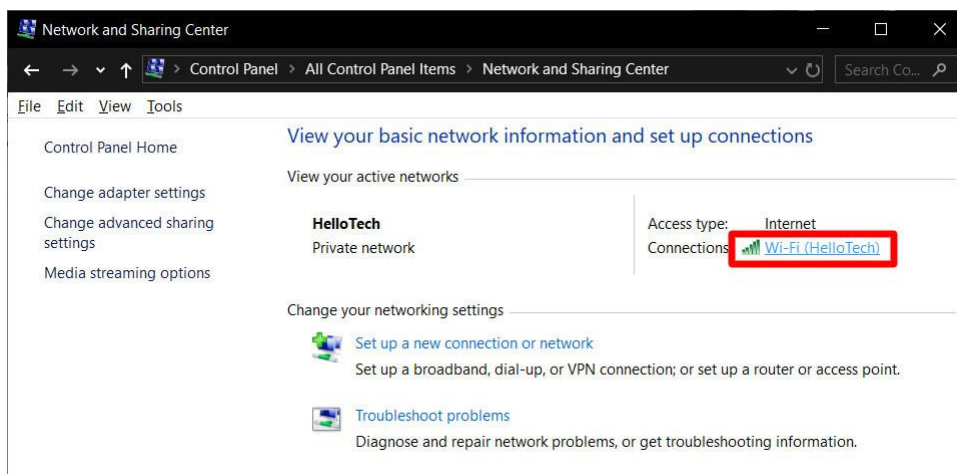 Network and Sharing Center
Control Panel > All Control Panel Items > Network and Sharing Center
Search Co...
File Edit View Tools
Control Panel Home
Change adapter settings
Change advanced sharing
settings
Media streaming options
View your basic network information and set up connections
View your active networks
HelloTech
Private network
Access type: Internet
Connections Wi-Fi (HelloTech)
Change your networking settings
Set up a new connection or network
Set up a broadband, dial-up, or VPN connection; or set up a router or access point.
Troubleshoot problems
Diagnose and repair network problems, or get troubleshooting information.